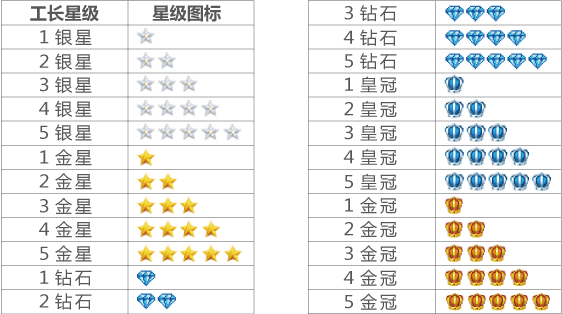 工长星级 星级图标
1 银星
2 银星
3 银星
4 银星
5 银星
1 金星
2 金星
3 金星
4 金星
5 金星
1 钻石
2 钻石
3 钻石
4 钻石
5 钻石
1 皇冠
2 皇冠
3 皇冠
4 皇冠
5 皇冠
1 金冠
2 金冠
3 金冠
4 金冠
5 金冠